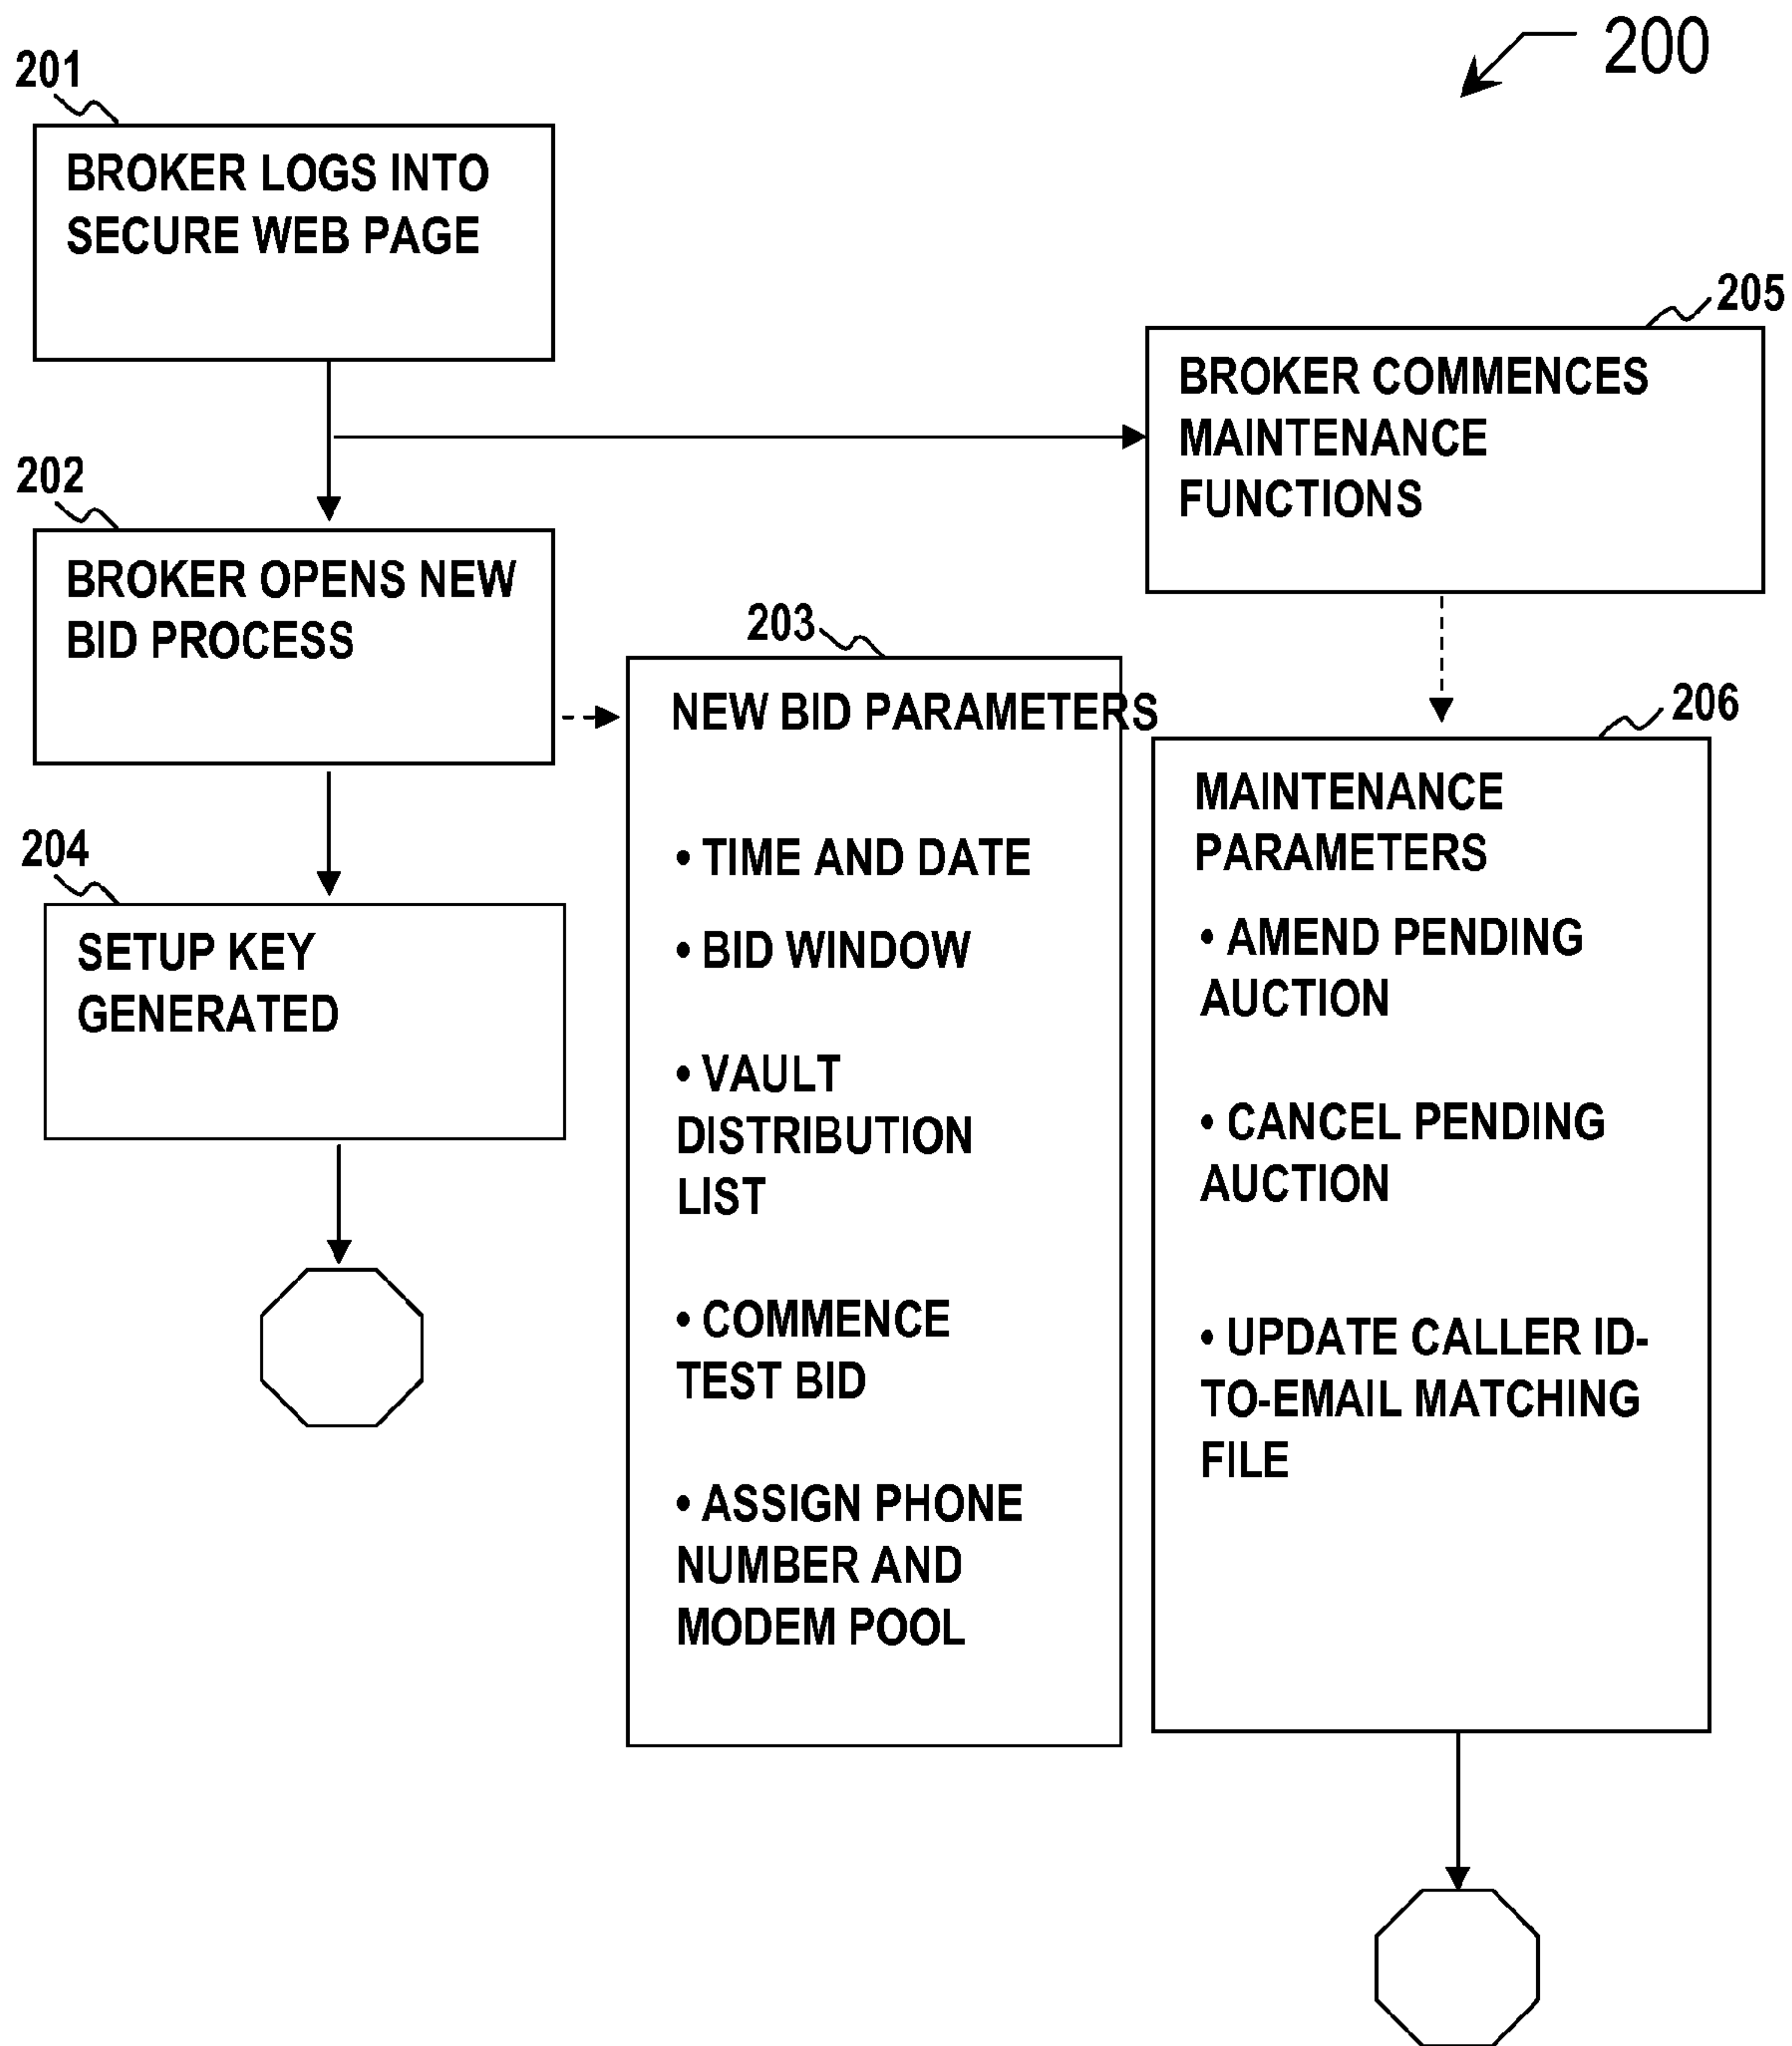 200
201
BROKER LOGS INTO
SECURE WEB PAGE
205
BROKER COMMENCES
MAINTENANCE
FUNCTIONS
202
BROKER OPENS NEW
BID PROCESS
203
NEW BID PARAMETERS
• TIME AND DATE
• BID WINDOW
• VAULT
DISTRIBUTION
LIST
• COMMENCE
TEST BID
• ASSIGN PHONE
NUMBER AND
MODEM POOL
204
SETUP KEY
GENERATED
206
MAINTENANCE
PARAMETERS
• AMEND PENDING
AUCTION
• CANCEL PENDING
AUCTION
• UPDATE CALLER ID-
TO-EMAIL MATCHING
FILE